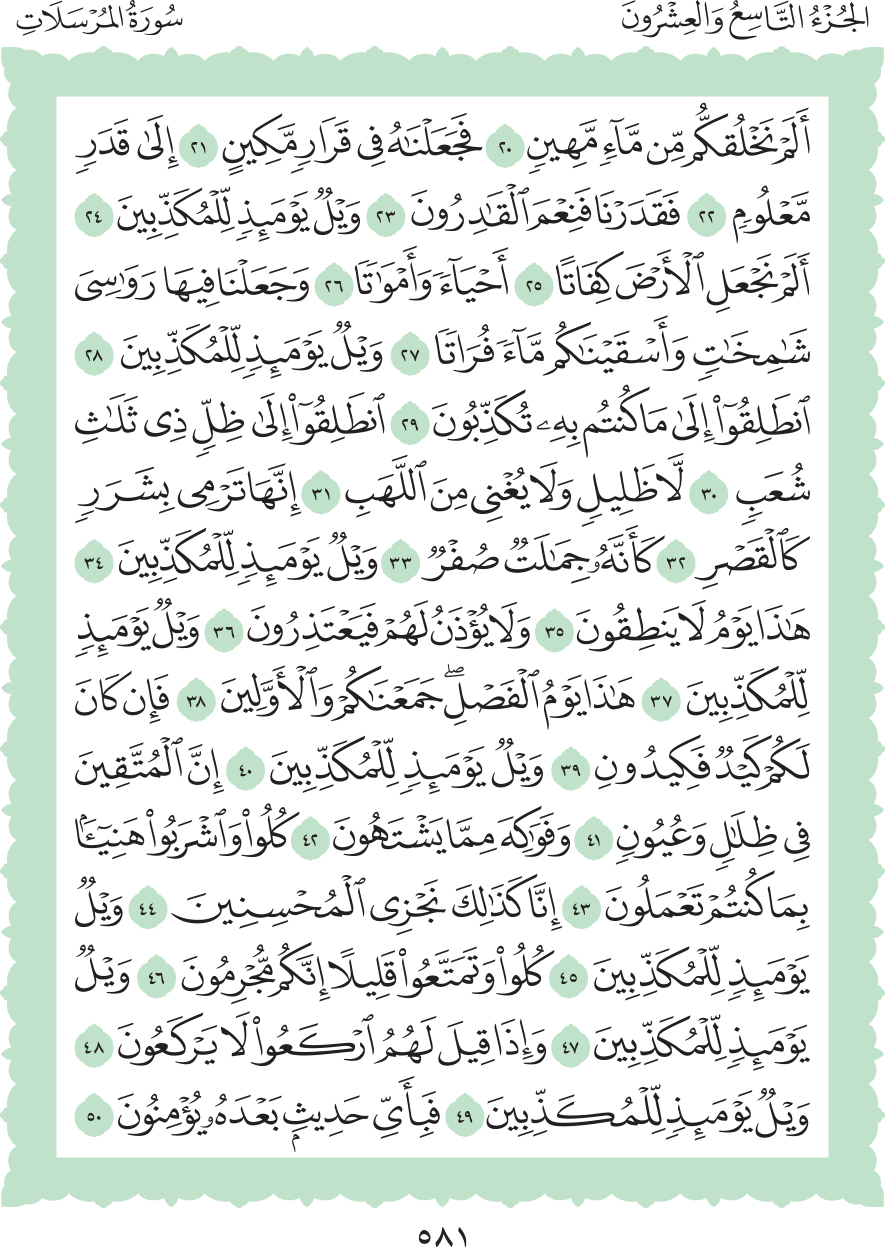 الجُزْءُ التَّاسِعُ وَالْعِشْرُونَ
سُورَةُ المُرْسَلَاتِ
أَلَمْ نَخْلُقكُّم مِّن مَّآءٖ مَّهِينٖ ٢٠ فَجَعَلْنَٰهُ فِي قَرَارٖ مَّكِينٍ ٢١ إِلَىٰ قَدَرٖ
مَّعْلُومٖ ٢٢ فَقَدَرْنَا فَنِعْمَ ٱلْقَٰدِرُونَ ٢٣ وَيْلٞ يَوْمَئِذٖ لِّلْمُكَذِّبِينَ ٢٤
أَلَمْ نَجْعَلِ ٱلْأَرْضَ كِفَاتًا ٢٥ أَحْيَآءٗ وَأَمْوَٰتٗا ٢٦ وَجَعَلْنَا فِيهَا رَوَٰسِيَ
شَٰمِخَٰتٖ وَأَسْقَيْنَٰكُم مَّآءٗ فُرَاتٗا ٢٧ وَيْلٞ يَوْمَئِذٖ لِّلْمُكَذِّبِينَ ٢٨
ٱنطَلِقُوٓاْ إِلَىٰ مَا كُنتُم بِهِۦ تُكَذِّبُونَ ٢٩ ٱنطَلِقُوٓاْ إِلَىٰ ظِلّٖ ذِي ثَلَٰثِ
شُعَبٖ ٣٠ لَّا ظَلِيلٖ وَلَا يُغْنِي مِنَ ٱللَّهَبِ ٣١ إِنَّهَا تَرْمِي بِشَرَرٖ
كَٱلْقَصْرِ ٣٢ كَأَنَّهُۥ جِمَٰلَتٞ صُفْرٞ ٣٣ وَيْلٞ يَوْمَئِذٖ لِّلْمُكَذِّبِينَ ٣٤
هَٰذَا يَوْمُ لَا يَنطِقُونَ ٣٥ وَلَا يُؤْذَنُ لَهُمْ فَيَعْتَذِرُونَ ٣٦ وَيْلٞ يَوْمَئِذٖ
لِّلْمُكَذِّبِينَ ٣٧ هَٰذَا يَوْمُ ٱلْفَصْلِۖ جَمَعْنَٰكُمْ وَٱلْأَوَّلِينَ ٣٨ فَإِن كَانَ
لَكُمْ كَيْدٞ فَكِيدُونِ ٣٩ وَيْلٞ يَوْمَئِذٖ لِّلْمُكَذِّبِينَ ٤٠ إِنَّ ٱلْمُتَّقِينَ
فِي ظِلَٰلٖ وَعُيُونٖ ٤١ وَفَوَٰكِهَ مِمَّا يَشْتَهُونَ ٤٢ كُلُواْ وَٱشْرَبُواْ هَنِيٓـَٔۢا
بِمَا كُنتُمْ تَعْمَلُونَ ٤٣ إِنَّا كَذَٰلِكَ نَجْزِي ٱلْمُحْسِنِينَ ٤٤ وَيْلٞ
يَوْمَئِذٖ لِّلْمُكَذِّبِينَ ٤٥ كُلُواْ وَتَمَتَّعُواْ قَلِيلًا إِنَّكُم مُّجْرِمُونَ ٤٦ وَيْلٞ
يَوْمَئِذٖ لِّلْمُكَذِّبِينَ ٤٧ وَإِذَا قِيلَ لَهُمُ ٱرْكَعُواْ لَا يَرْكَعُونَ ٤٨
وَيْلٞ يَوْمَئِذٖ لِّلْمُكَذِّبِينَ ٤٩ فَبِأَيِّ حَدِيثِۭ بَعْدَهُۥ يُؤْمِنُونَ ٥٠
٥٨١